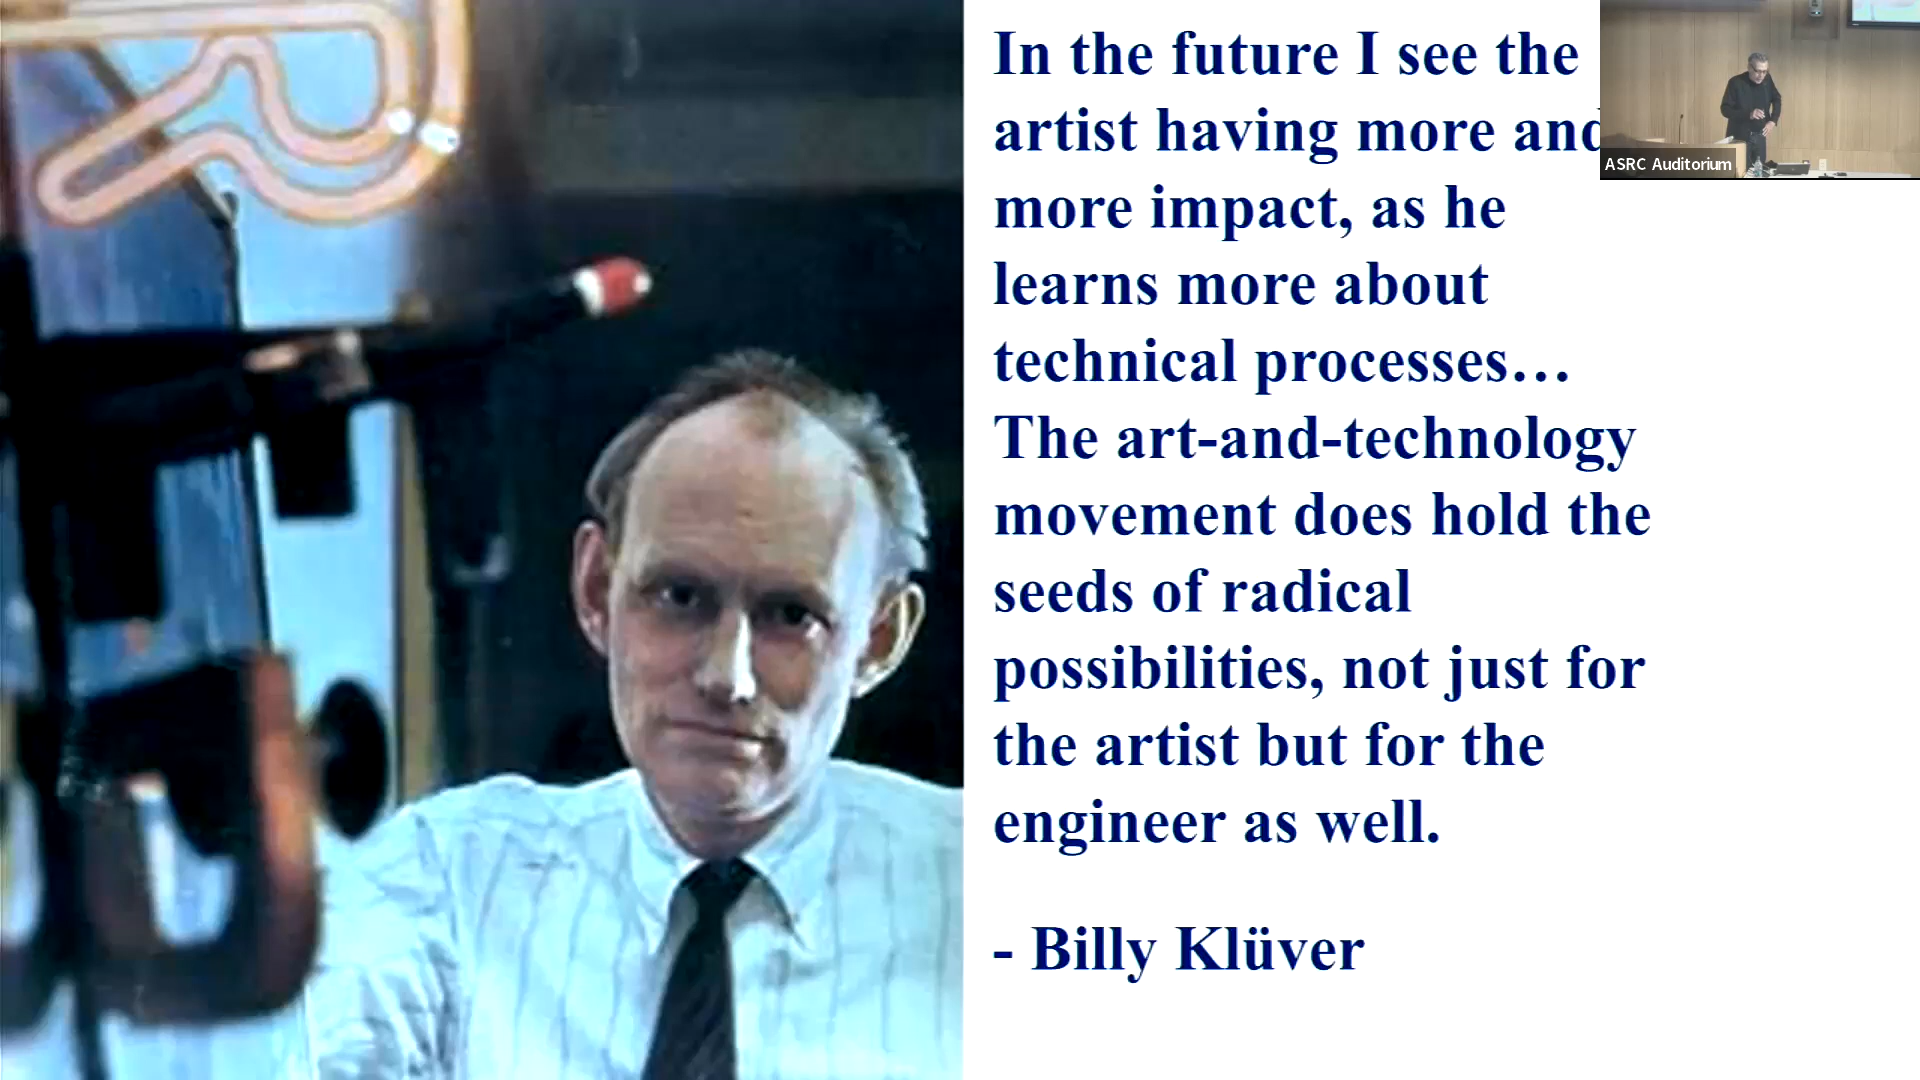 In the future I see the
artist having more and
more impact, as he
learns more about
technical processes…
The art-and-technology
movement does hold the
seeds of radical
possibilities, not just for
the artist but for the
engineer as well.
- Billy Klüver
ASRC Auditorium